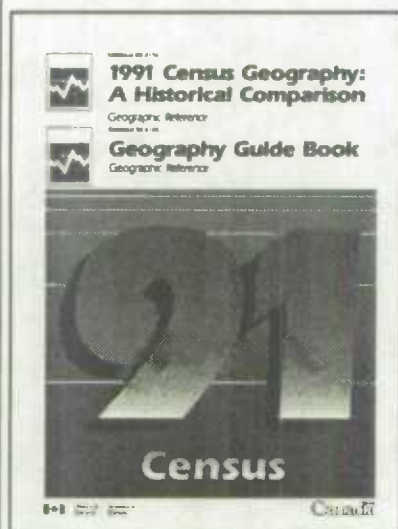 1991 Census Geography:
A Historical Comparison
Geographic Reference
Geography Guide Book
Geographic Reference
91
Census
Canada